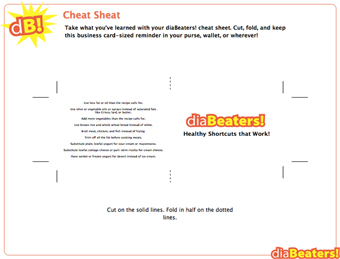 dB!
Cheat Sheat
Take what you've learned with your diaBeaters! cheat sheet. Cut, fold, and keep
this business card-sized reminder in your purse, wallet, or wherever!
Use less fat or oil than the recipe calls for.
Use olive or vegetable oils or sprays instead of saturated fats
like lard or butter.
Add more vegetables than the recipe calls for.
Use brown rice and whole wheat bread instead of white.
Broil meat, chicken, and fish instead of frying.
Trim off all the fat before cooking meats.
Substitute plain, lowfat yogurt for sour cream or mayonnaise.
Substitute lowfat cottage cheese or part-skim ricotta for cream cheese.
Have sorbet or frozen yogurt for dessert instead of ice cream.
diaBeaters!
Healthy Shortcuts that Work!
Cut on the solid lines. Fold in half on the dotted
lines.
diaBeaters!